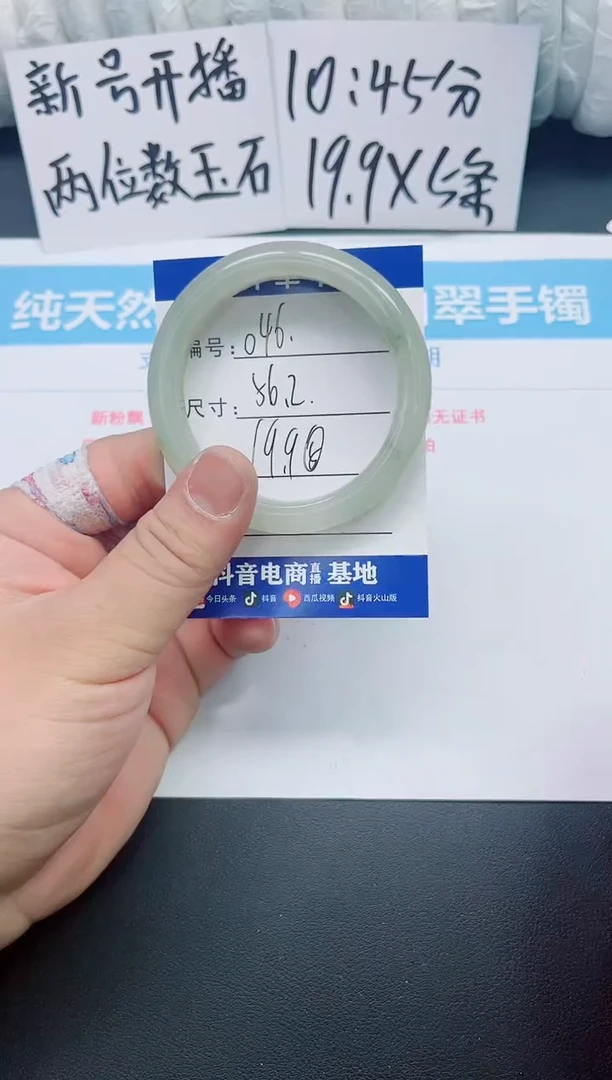 新号开播
两位数玉石
10:45分
19.9X5条
纯天然
翠手镯
新粉飘
无证书
编号:046.
尺寸:56.2.
19.9
抖音电商直播基地
今日头条 抖音 西瓜视频 抖音火山版